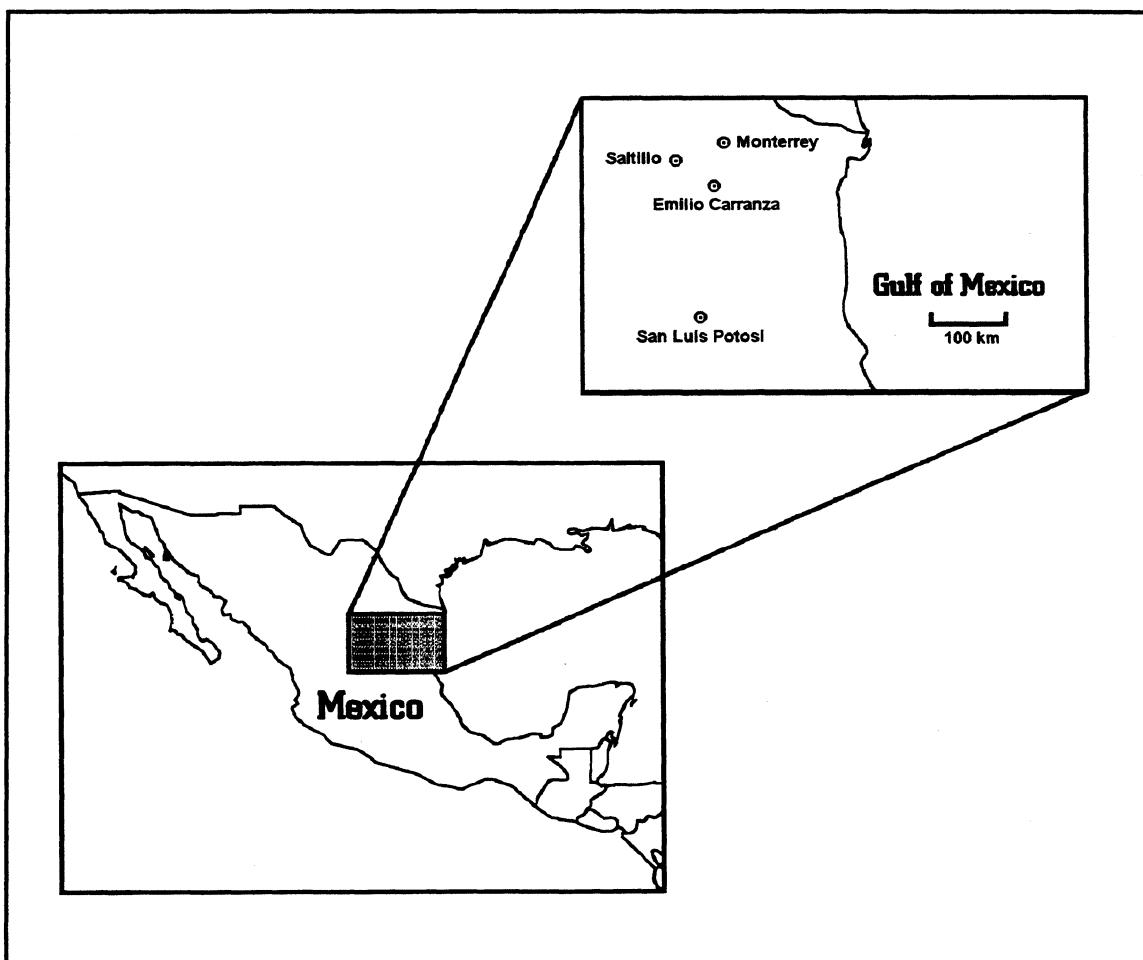 Monterrey
Saltillo
Emilio Carranza
Gulf of Mexico
100 km
San Luis Potosi
Mexico